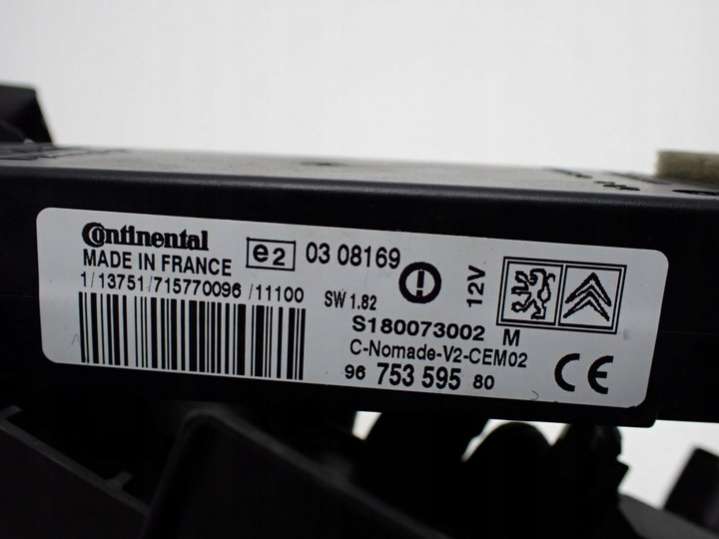 Continental
MADE IN FRANCE
e2 03 08169
1/13751/715770096/11100
SW 1.82
12V
S180073002 M
C-Nomade-V2-CEM02
96 753 595 80
CE